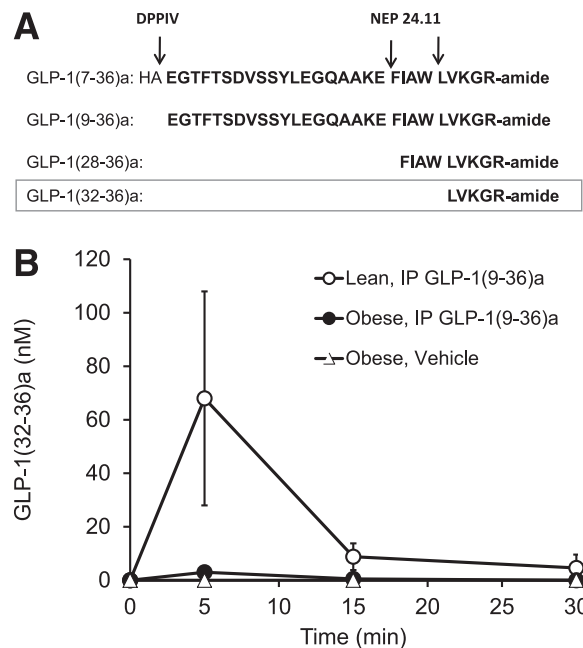 A
DPPIV NEP 24.11
GLP-1(7-36)a: HA EGTFTSDVSSYLEGQAAKE FIAW LVKGR-amide
GLP-1(9-36)a: EGTFTSDVSSYLEGQAAKE FIAW LVKGR-amide
GLP-1(28-36)a: FIAW LVKGR-amide
GLP-1(32-36)a: LVKGR-amide
B
GLP-1(32-36)a (nM)
120
100
80
60
40
20
0
Lean, IP GLP-1(9-36)a
Obese, IP GLP-1(9-36)a
Obese, Vehicle
0 5 10 15 20 25 30
Time (min)